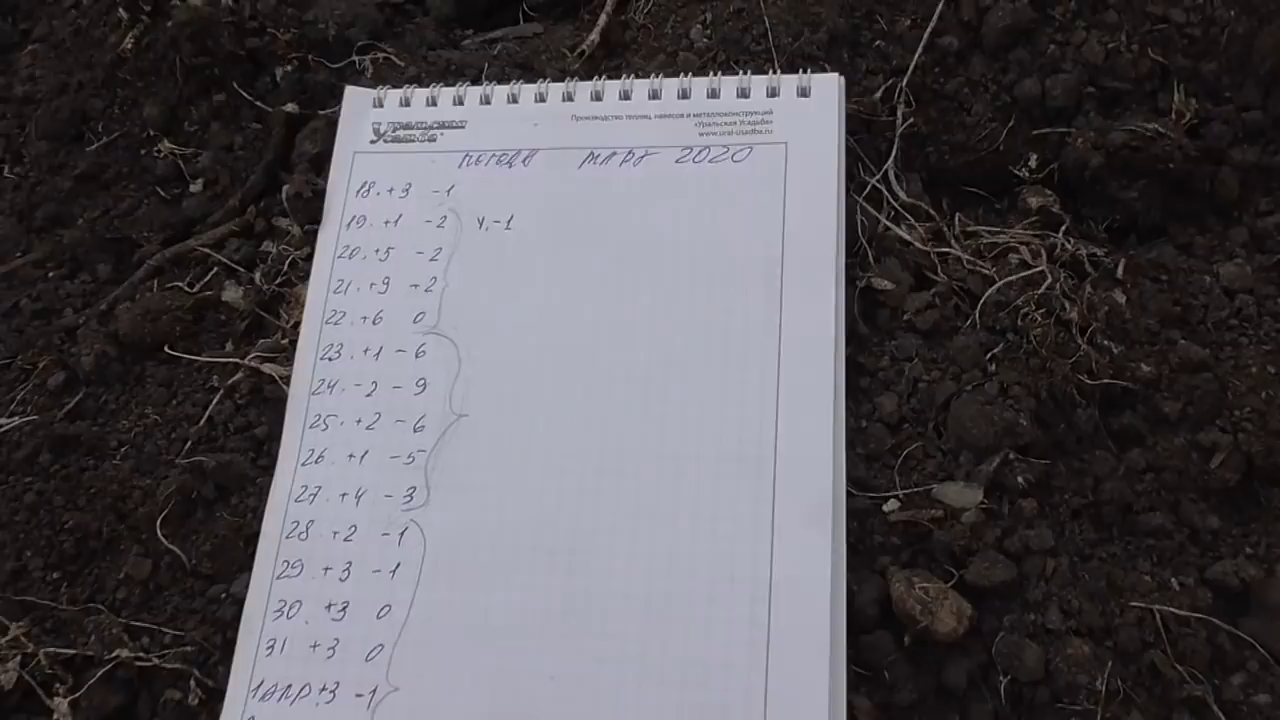 Уральская Усадьба
Производство теплиц, навесов и металлоконструкций
«Уральская Усадьба»
www.ural-usadba.ru
погода март 2020
18. +3 -1
19. +1 -2 ч,-1
20. +5 -2
21. +9 +2
22. +6 0
23. +1 -6
24. -2 -9
25. +2 -6
26. +1 -5
27. +4 -3
28 +2 -1
29. +3 -1
30. +3 0
31 +3 0
1 апр. +3 -1